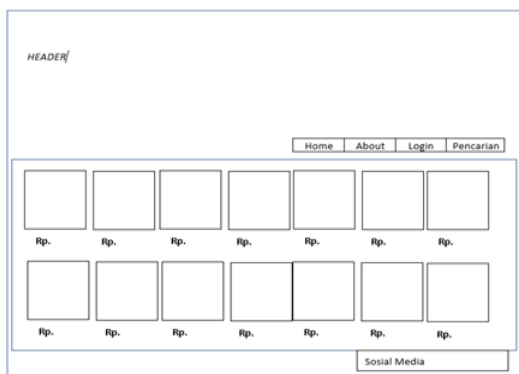 HEADER
Home About Login Pencarian
Rp. Rp. Rp. Rp. Rp. Rp. Rp.
Rp. Rp. Rp. Rp. Rp. Rp. Rp.
Sosial Media